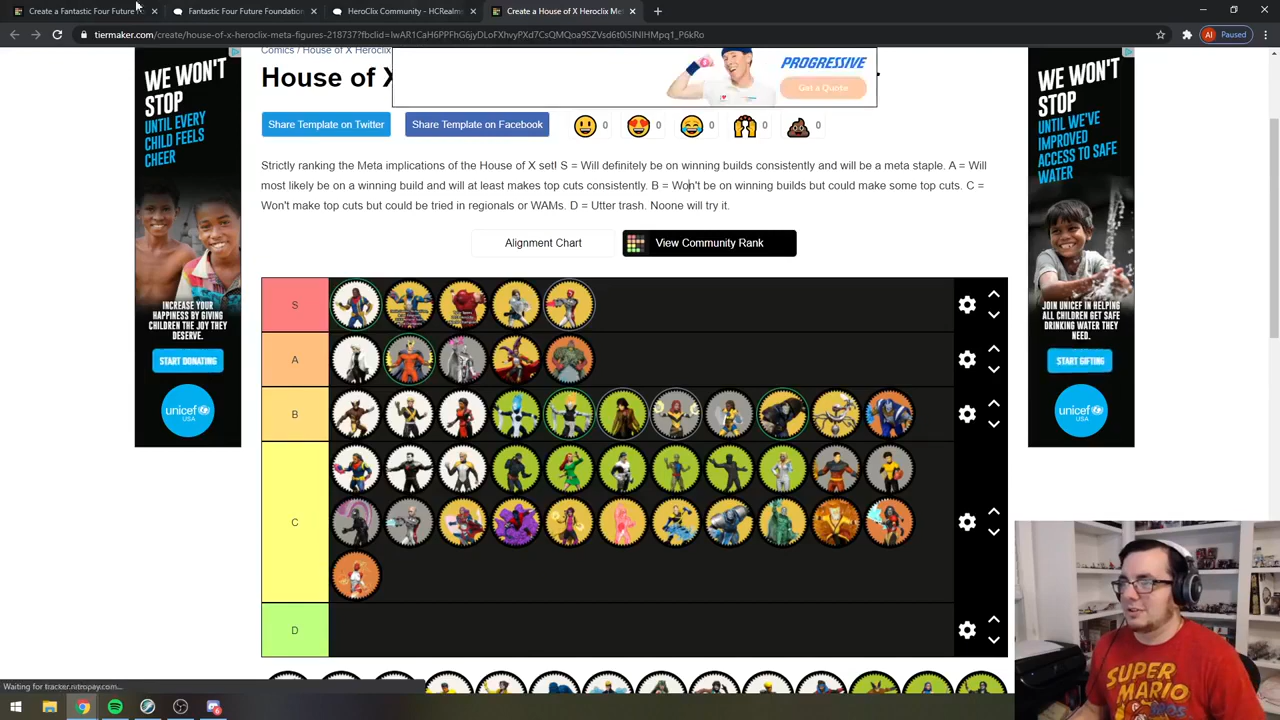 Create a Fantastic Four Future F
Fantastic Four Future Foundation
HeroClix Community - HCRealm
Create a House of X Heroclix Met
tiermaker.com/create/house-of-x-heroclix-meta-figures-218737?fbclid=
Paused
Comics / House of X Heroclix
House of X
PROGRESSIVE
Get a Quote
Share Template on Twitter
Share Template on Facebook
0
0
0
0
0
Strictly ranking the Meta implications of the House of X set! S = Will definitely be on winning builds consistently and will be a meta staple. A = Will
most likely be on a winning build and will at least makes top cuts consistently. B = Won't be on winning builds but could make some top cuts. C =
Won't make top cuts but could be tried in regionals or WAMs. D = Utter trash. Noone will try it.
Alignment Chart
View Community Rank
S
A
B
C
D
WE WON'T
STOP
UNTIL EVERY
CHILD FEELS
CHEER
INCREASE YOUR
HAPPINESS BY GIVING
CHILDREN THE JOY THEY
DESERVE.
START DONATING
unicef
USA
WE WON'T
STOP
UNTIL WE'VE
IMPROVED
ACCESS TO SAFE
WATER
JOIN UNICEF IN HELPING
ALL CHILDREN GET SAFE
DRINKING WATER THEY
NEED.
START GIFTING
unicef
USA
SUPER
MARIO
Waiting for tracker.nitropay.com...